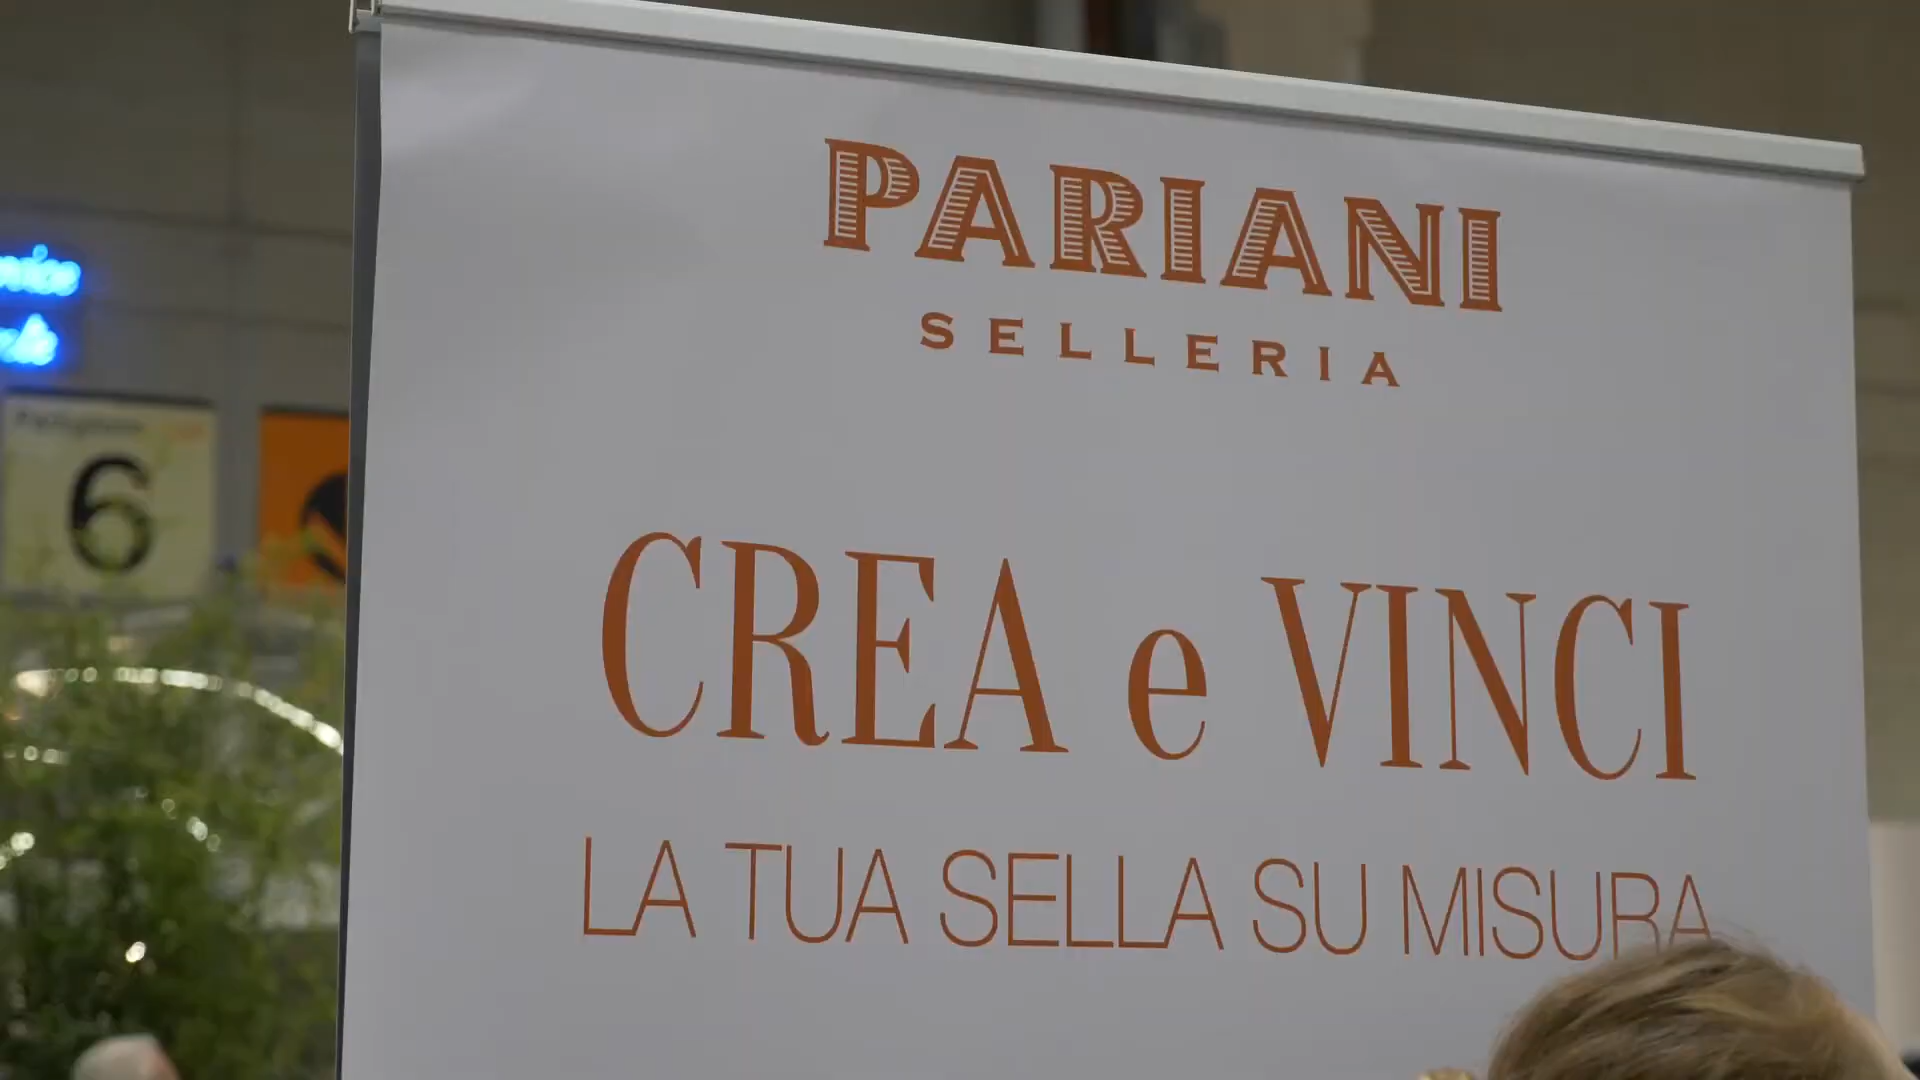 PARIANI
SELLERIA
CREA e VINCI
LA TUA SELLA SU MISURA
6